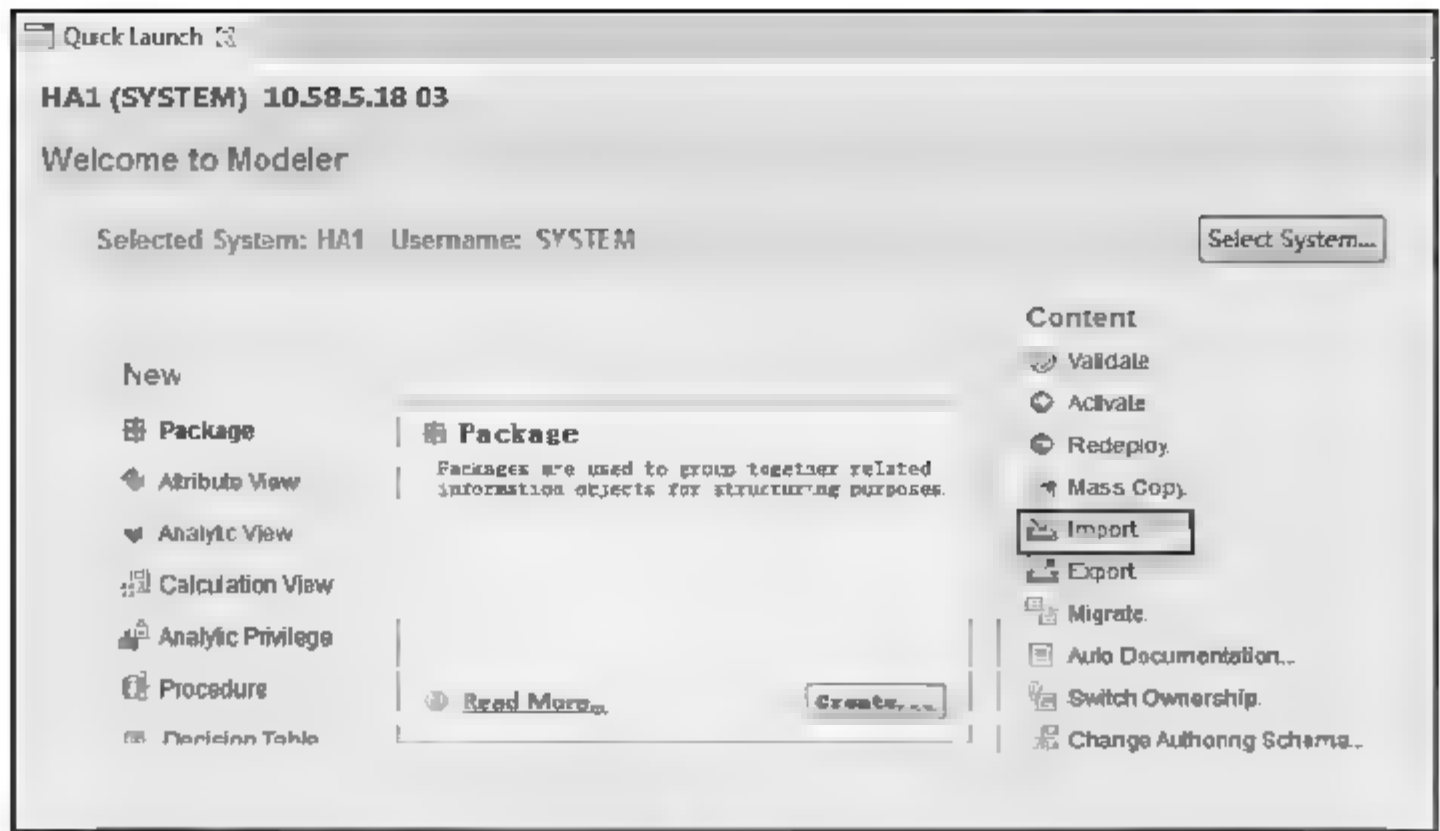 Quick Launch
HA1 (SYSTEM) 10.58.5.18 03
Welcome to Modeler
Selected System: HA1 Username: SYSTEM
Select System...
New
Package
Attribute View
Analytic View
Calculation View
Analytic Privilege
Procedure
Decision Table
Package
Packages are used to group together related
information objects for structuring purposes.
Read More...
Create...
Content
Validate
Activate
Redeploy.
Mass Copy.
Import
Export
Migrate.
Auto Documentation...
Switch Ownership.
Change Authoring Schema...